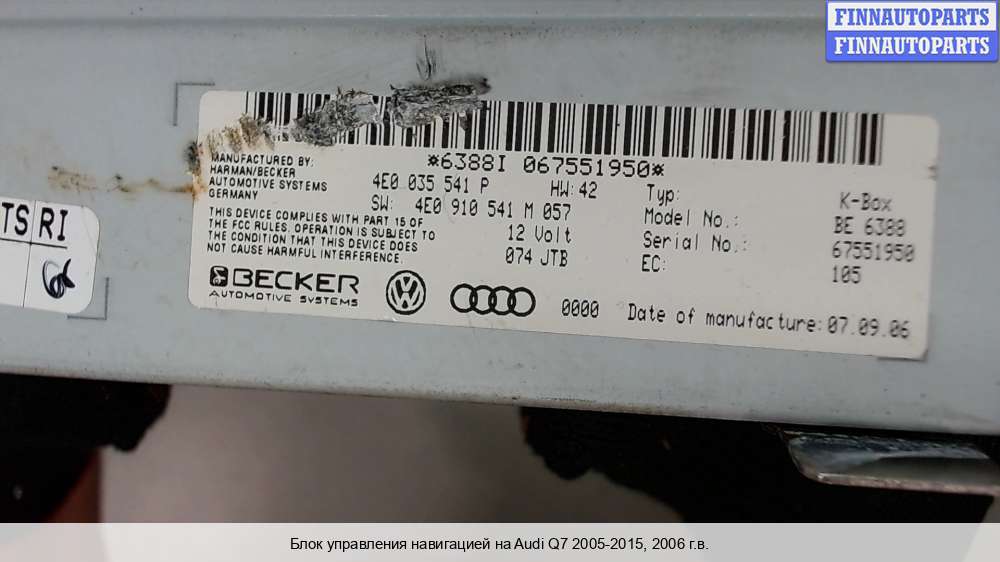 FINNAUTOPARTS
FINNAUTOPARTS
*6388I 067551950*
MANUFACTURED BY:
HARMAN/BECKER
AUTOMOTIVE SYSTEMS
GERMANY
4E0 035 541 P HW: 42
SW: 4E0 910 541 M 057
THIS DEVICE COMPLIES WITH PART 15 OF
THE FCC RULES. OPERATION IS SUBJECT TO
THE CONDITION THAT THIS DEVICE DOES
NOT CAUSE HARMFUL INTERFERENCE.
12 Volt
074 JTB
Typ: K-Box
Model No.: BE 6388
Serial No.: 67551950
EC: 105
BECKER
AUTOMOTIVE SYSTEMS
0000 Date of manufacture: 07.09.06
TS RI
Блок управления навигацией на Audi Q7 2005-2015, 2006 г.в.